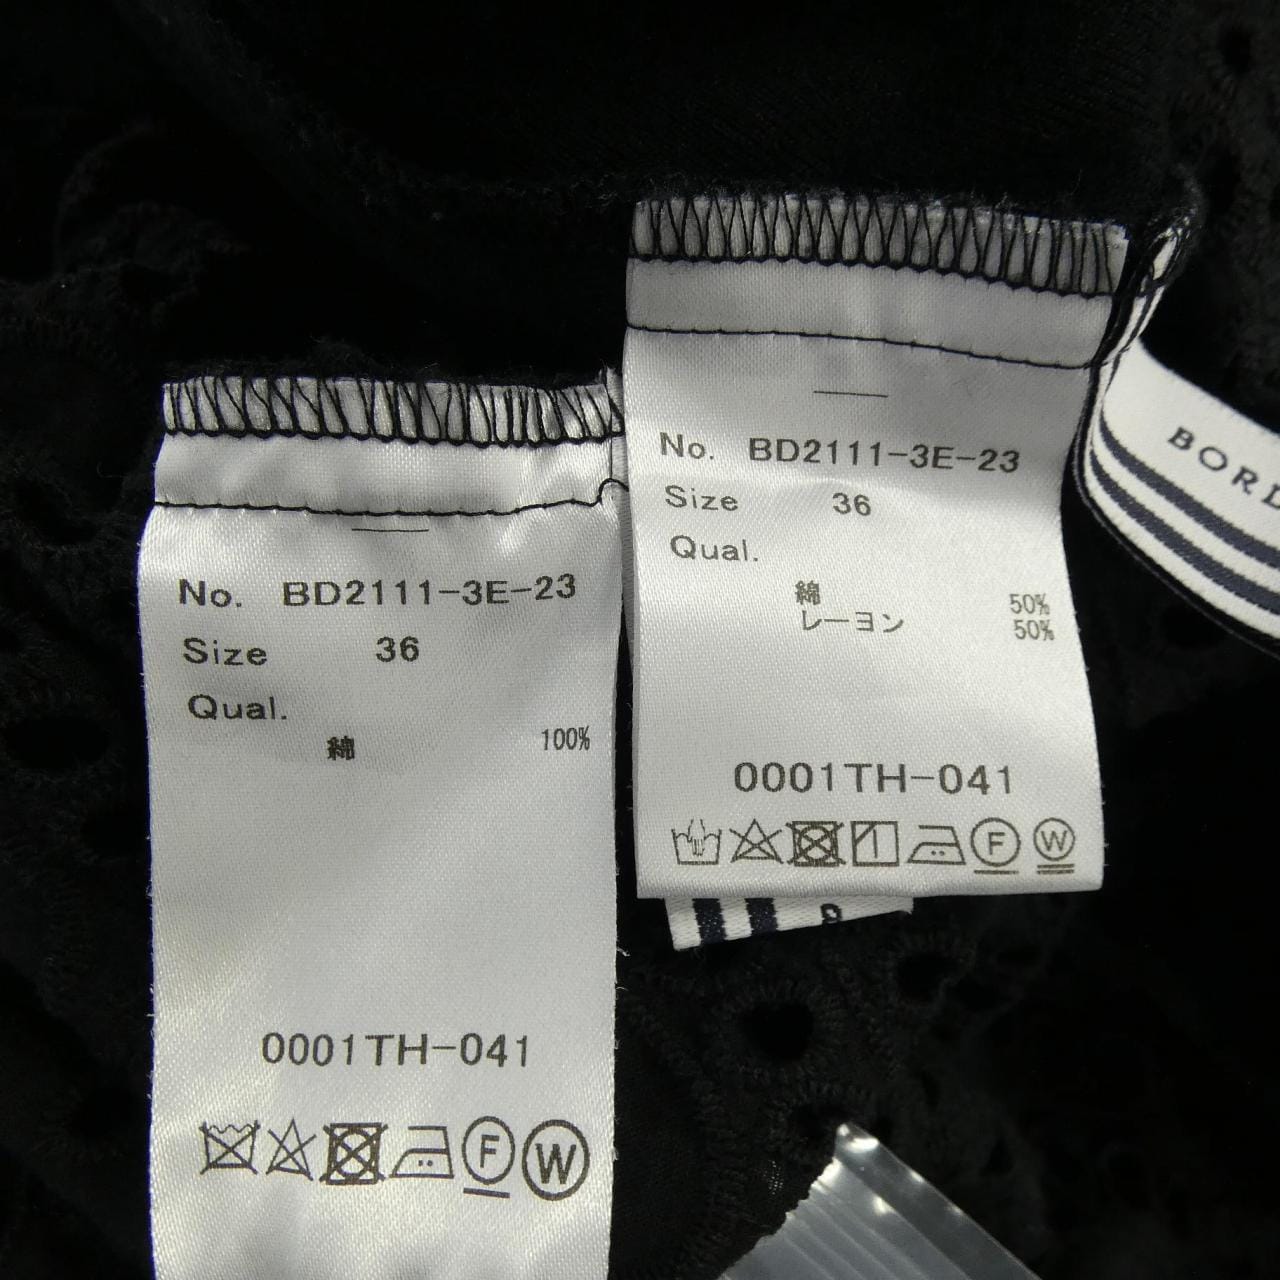 No. BD2111-3E-23
Size 36
Qual.
綿 100%
0001TH-041
F W
No. BD2111-3E-23
Size 36
Qual.
綿 50%
レーヨン 50%
0001TH-041
F W